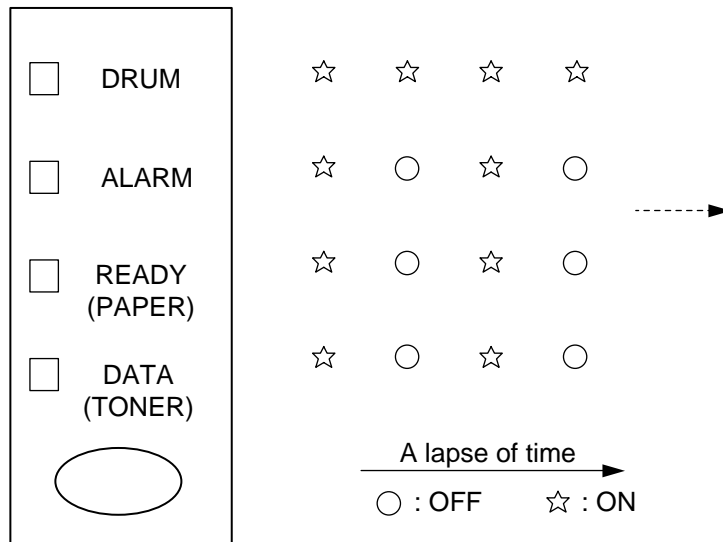 DRUM
ALARM
READY
(PAPER)
DATA
(TONER)
A lapse of time
: OFF
: ON